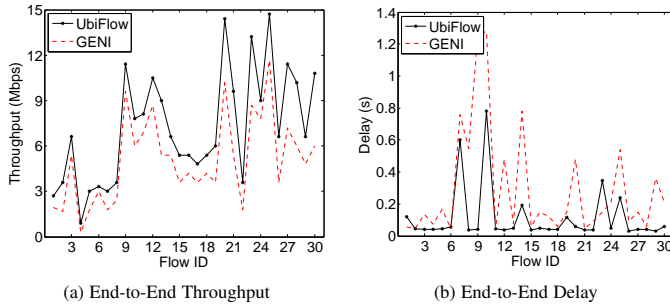 UbiFlow
GENI
Throughput (Mbps)
15
12
9
6
3
0
3 6 9 12 15 18 21 24 27 30
Flow ID
(a) End-to-End Throughput
UbiFlow
GENI
Delay (s)
1.4
1.2
1
0.8
0.6
0.4
0.2
0
3 6 9 12 15 18 21 24 27 30
Flow ID
(b) End-to-End Delay